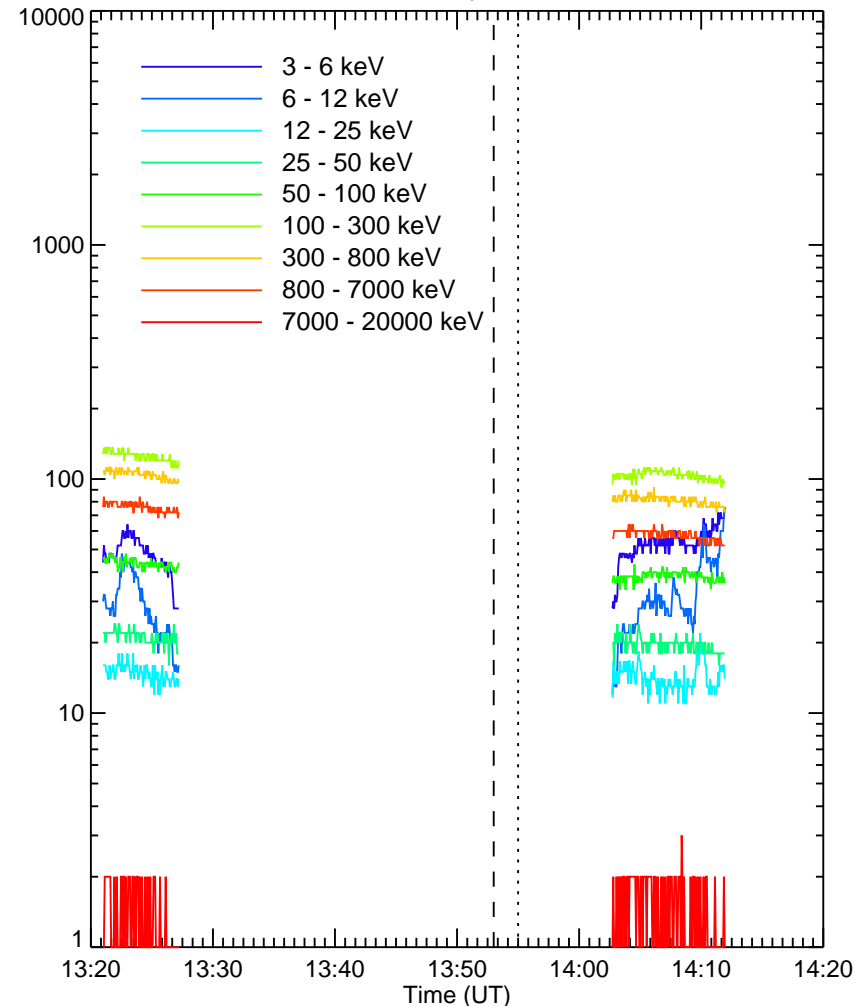 10000
1000
100
10
1
3 - 6 keV
6 - 12 keV
12 - 25 keV
25 - 50 keV
50 - 100 keV
100 - 300 keV
300 - 800 keV
800 - 7000 keV
7000 - 20000 keV
13:20 13:30 13:40 13:50 14:00 14:10 14:20
Time (UT)